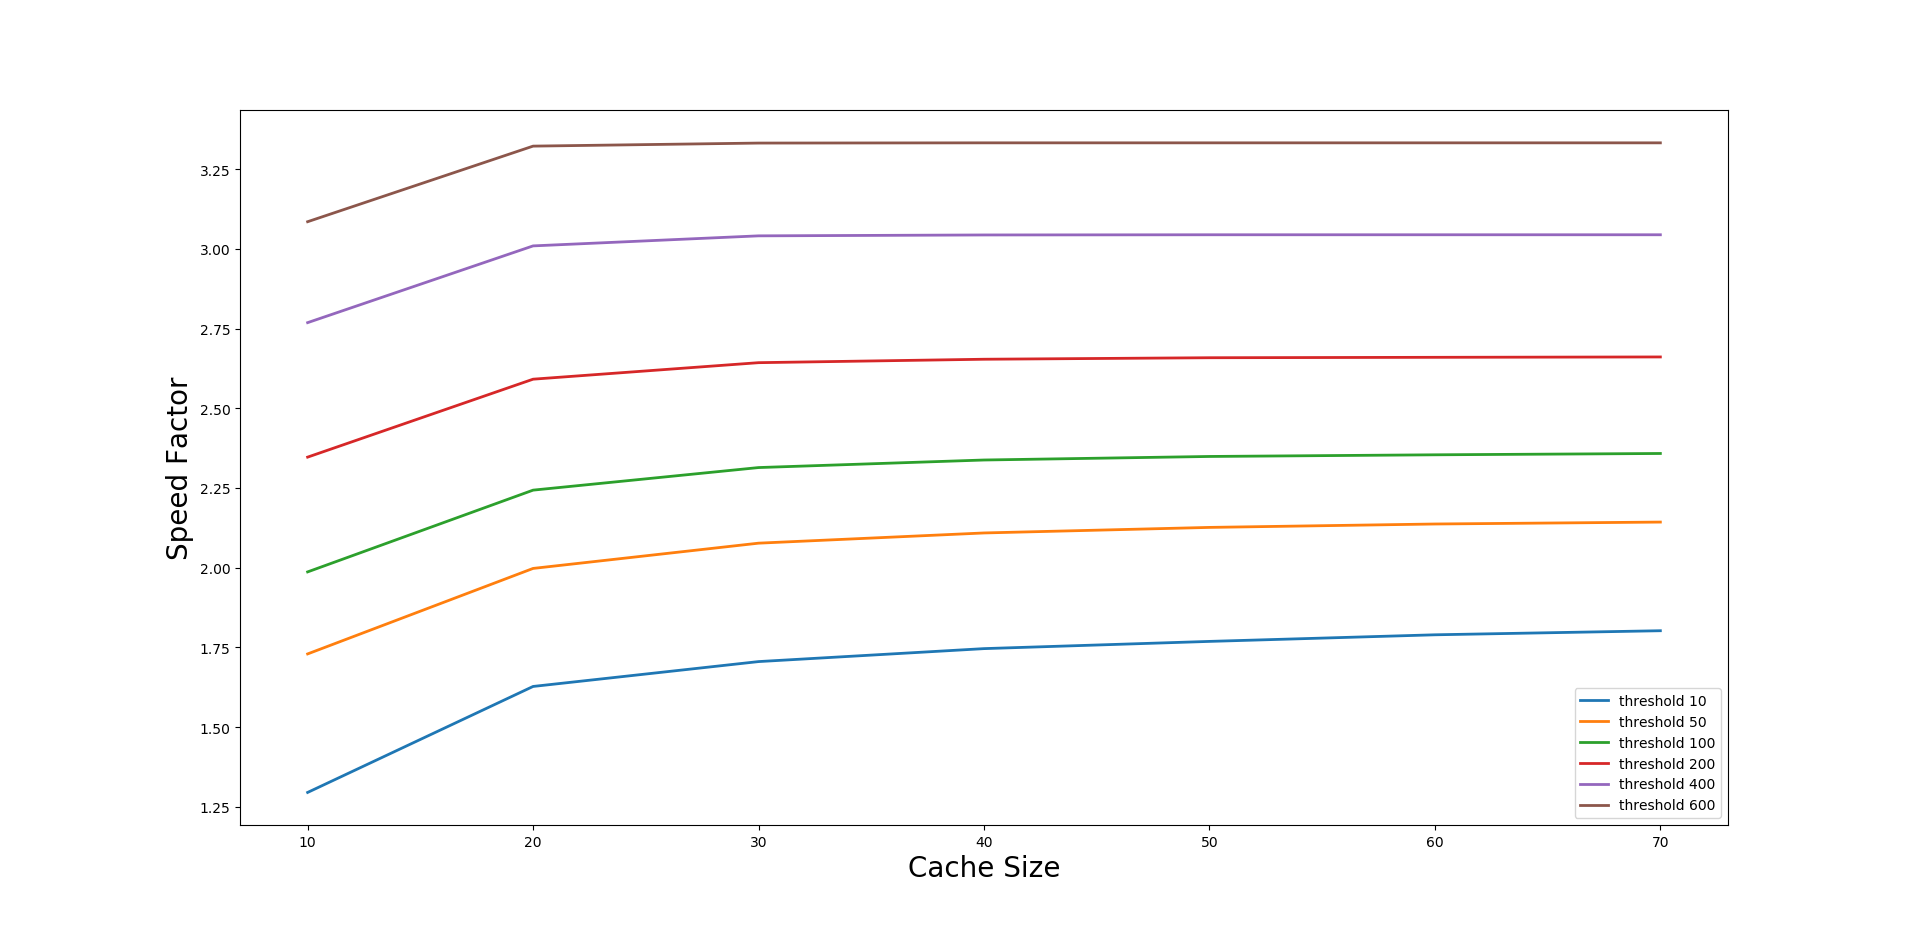 Speed Factor
3.25
3.00
2.75
2.50
2.25
2.00
1.75
1.50
1.25
10 20 30 40 50 60 70
Cache Size
threshold 10
threshold 50
threshold 100
threshold 200
threshold 400
threshold 600